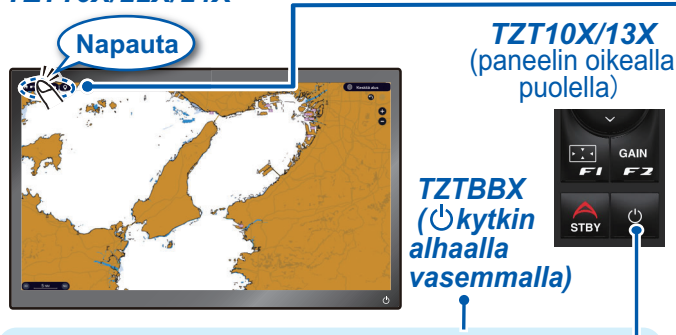 Napauta
TZT10X/13X
(paneelin oikealla
puolella)
GAIN
F1 F2
STBY
TZTBBX
(⏻kytkin
alhaalla
vasemmalla)